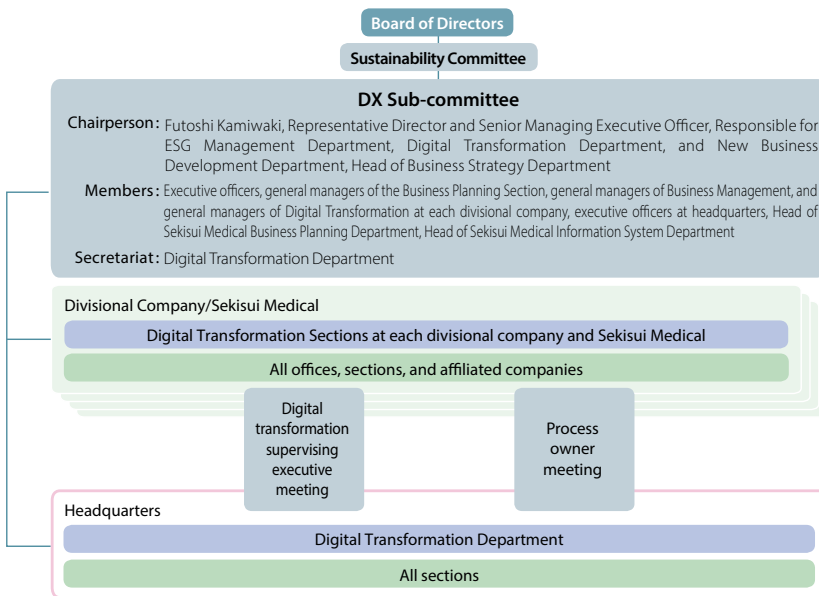 Board of Directors
Sustainability Committee
DX Sub-committee
Chairperson: Futoshi Kamiwaki, Representative Director and Senior Managing Executive Officer, Responsible for
ESG Management Department, Digital Transformation Department, and New Business
Development Department, Head of Business Strategy Department
Members: Executive officers, general managers of the Business Planning Section, general managers of Business Management, and
general managers of Digital Transformation at each divisional company, executive officers at headquarters, Head of
Sekisui Medical Business Planning Department, Head of Sekisui Medical Information System Department
Secretariat: Digital Transformation Department
Divisional Company/Sekisui Medical
Digital Transformation Sections at each divisional company and Sekisui Medical
All offices, sections, and affiliated companies
Digital
transformation
supervising
executive
meeting
Process
owner
meeting
Headquarters
Digital Transformation Department
All sections